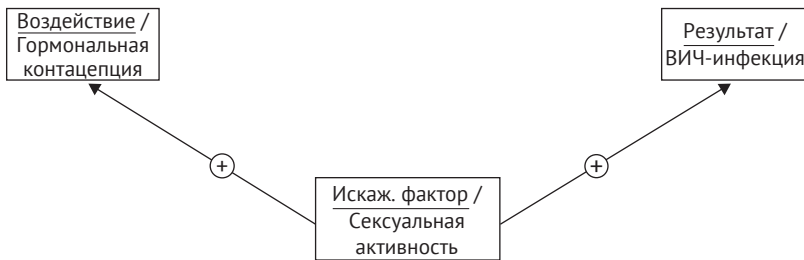 Воздействие /
Гормональная
контацепция
Результат /
ВИЧ-инфекция
+
+
Искаж. фактор /
Сексуальная
активность